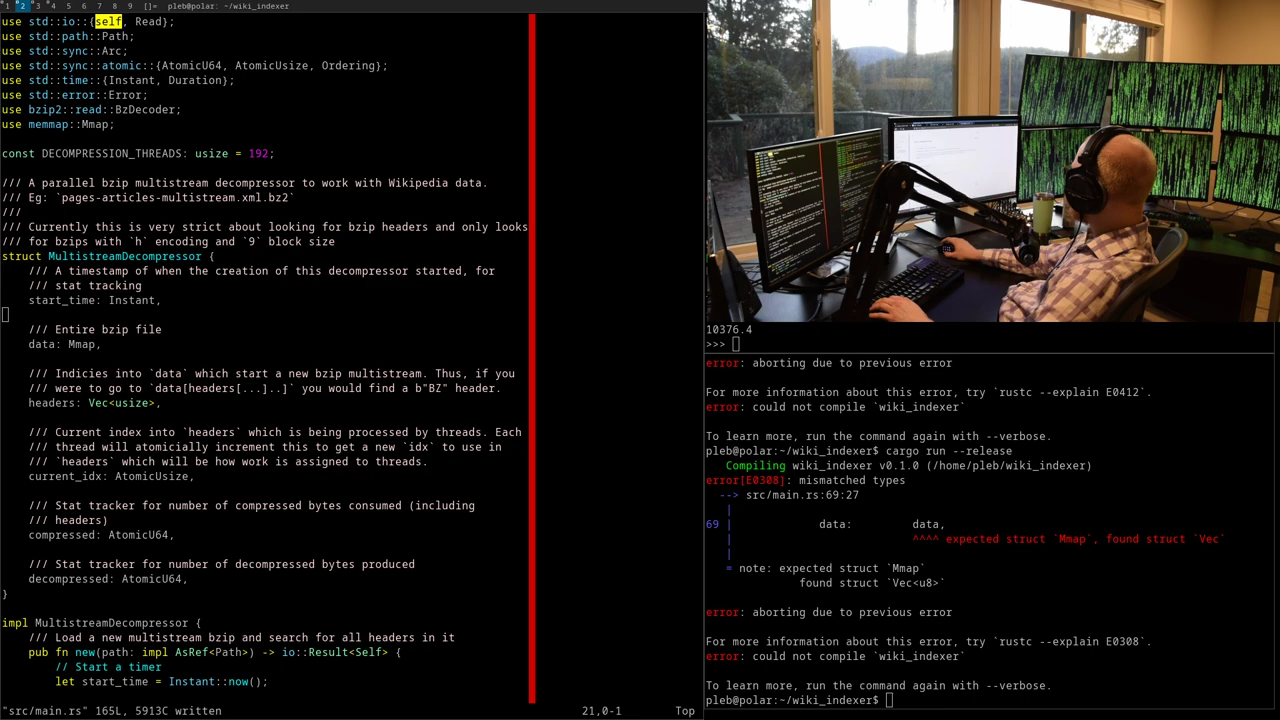 1 2 3 4 5 6 7 8 9 []= pleb@polar: ~/wiki_indexer
use std::io::{self, Read};
use std::path::Path;
use std::sync::Arc;
use std::sync::atomic::{AtomicU64, AtomicUsize, Ordering};
use std::time::{Instant, Duration};
use std::error::Error;
use bzip2::read::BzDecoder;
use memmap::Mmap;
const DECOMPRESSION_THREADS: usize = 192;
/// A parallel bzip multistream decompressor to work with Wikipedia data.
/// Eg: `pages-articles-multistream.xml.bz2`
///
/// Currently this is very strict about looking for bzip headers and only looks
/// for bzips with `h` encoding and `9` block size
struct MultistreamDecompressor {
    /// A timestamp of when the creation of this decompressor started, for
    /// stat tracking
    start_time: Instant,
    /// Entire bzip file
    data: Mmap,
    /// Indicies into `data` which start a new bzip multistream. Thus, if you
    /// were to go to `data[headers[...]..]` you would find a b"BZ" header.
    headers: Vec<usize>,
    /// Current index into `headers` which is being processed by threads. Each
    /// thread will atomicially increment this to get a new `idx` to use in
    /// `headers` which will be how work is assigned to threads.
    current_idx: AtomicUsize,
    /// Stat tracker for number of compressed bytes consumed (including
    /// headers)
    compressed: AtomicU64,
    /// Stat tracker for number of decompressed bytes produced
    decompressed: AtomicU64,
}
impl MultistreamDecompressor {
    /// Load a new multistream bzip and search for all headers in it
    pub fn new(path: impl AsRef<Path>) -> io::Result<Self> {
        // Start a timer
        let start_time = Instant::now();
"src/main.rs" 165L, 5913C written 21,0-1 Top
10376.4
>>>
error: aborting due to previous error
For more information about this error, try `rustc --explain E0412`.
error: could not compile `wiki_indexer`
To learn more, run the command again with --verbose.
pleb@polar:~/wiki_indexer$ cargo run --release
   Compiling wiki_indexer v0.1.0 (/home/pleb/wiki_indexer)
error[E0308]: mismatched types
  --> src/main.rs:69:27
   |
69 |             data:         data,
   |                           ^^^^ expected struct `Mmap`, found struct `Vec`
   |
   = note: expected struct `Mmap`
              found struct `Vec<u8>`
error: aborting due to previous error
For more information about this error, try `rustc --explain E0308`.
error: could not compile `wiki_indexer`
To learn more, run the command again with --verbose.
pleb@polar:~/wiki_indexer$